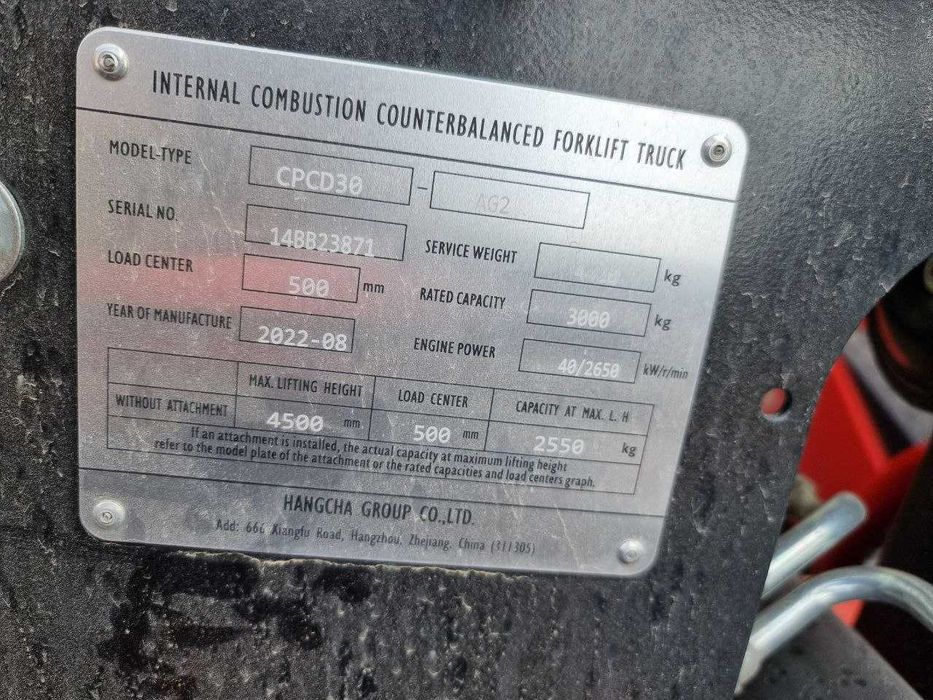 INTERNAL COMBUSTION COUNTERBALANCED FORKLIFT TRUCK
MODEL-TYPE CPCD30 - AG2
SERIAL NO. 14BB23871 SERVICE WEIGHT kg
LOAD CENTER 500 mm RATED CAPACITY 3000 kg
YEAR OF MANUFACTURE 2022-08 ENGINE POWER 40/2650 kW/r/min
MAX. LIFTING HEIGHT LOAD CENTER CAPACITY AT MAX. L. H
WITHOUT ATTACHMENT 4500 mm 500 mm 2550 kg
If an attachment is installed, the actual capacity at maximum lifting height
refer to the model plate of the attachment or the rated capacities and load centers graph.
HANGCHA GROUP CO.,LTD.
Add: 666 Xiangfu Road, Hangzhou, Zhejiang, China (311305)